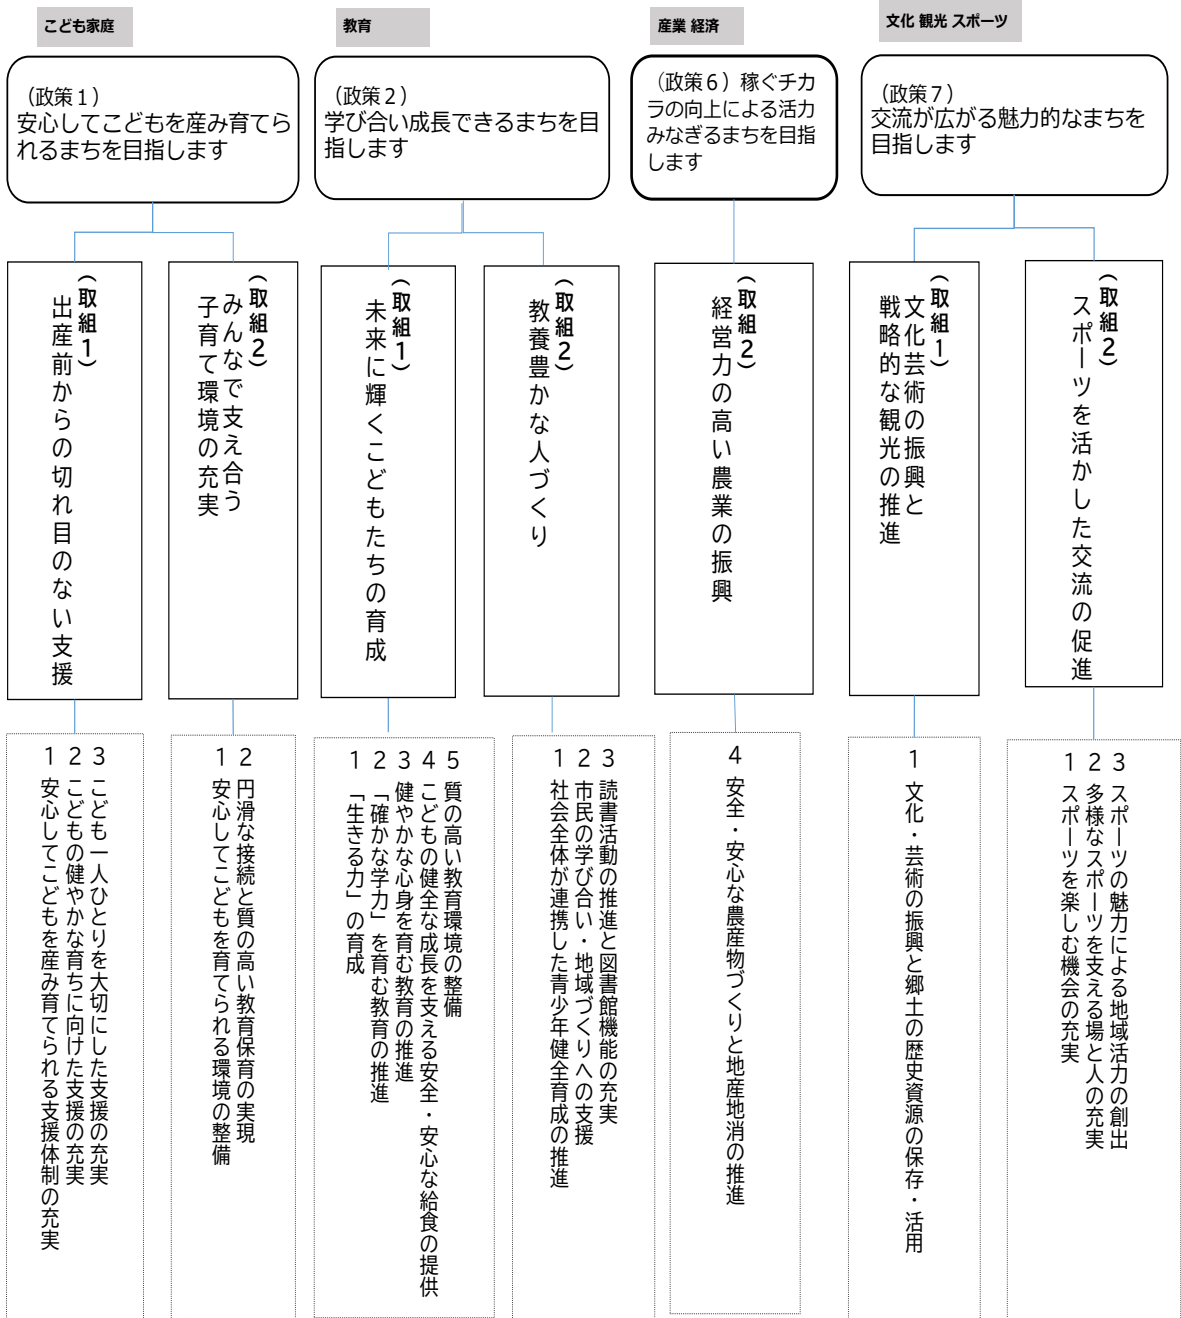 こども家庭
教育
産業 経済
文化 観光 スポーツ
（政策１）
安心してこどもを産み育てら
れるまちを目指します
（政策２）
学び合い成長できるまちを目
指します
（政策６）稼ぐチカ
ラの向上による活力
みなぎるまちを目指
します
（政策７）
交流が広がる魅力的なまちを
目指します
（取組１）
出産前からの切れ目のない支援
（取組２）
みんなで支え合う
子育て環境の充実
（取組１）
未来に輝くこどもたちの育成
（取組２）
教養豊かな人づくり
（取組２）
経営力の高い農業の振興
（取組１）
文化芸術の振興と
戦略的な観光の推進
（取組２）
スポーツを活かした交流の促進
１ 安心してこどもを産み育てられる支援体制の充実
２ こどもの健やかな育ちに向けた支援の充実
３ こども一人ひとりを大切にした支援の充実
１ 安心してこどもを育てられる環境の整備
２ 円滑な接続と質の高い教育保育の実現
１ 「生きる力」の育成
２ 「確かな学力」を育む教育の推進
３ 健やかな心身を育む教育の推進
４ こどもの健全な成長を支える安全・安心な給食の提供
５ 質の高い教育環境の整備
１ 社会全体が連携した青少年健全育成の推進
２ 市民の学び合い・地域づくりへの支援
３ 読書活動の推進と図書館機能の充実
４ 安全・安心な農産物づくりと地産地消の推進
１ 文化・芸術の振興と郷土の歴史資源の保存・活用
１ スポーツを楽しむ機会の充実
２ 多様なスポーツを支える場と人の充実
３ スポーツの魅力による地域活力の創出